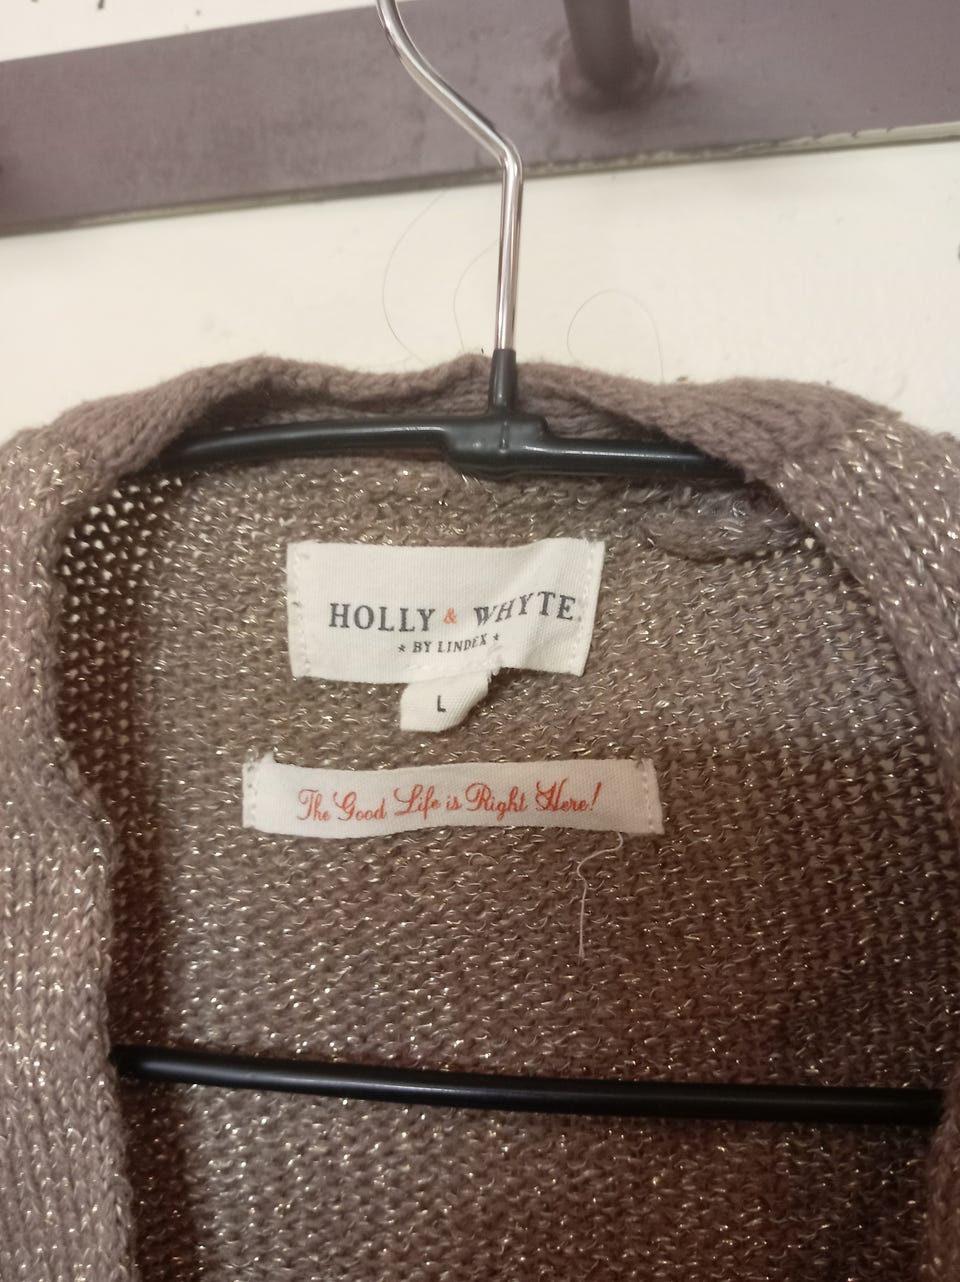 HOLLY & WHYTE
* BY LINDEX *
L
The Good Life is Right Here!